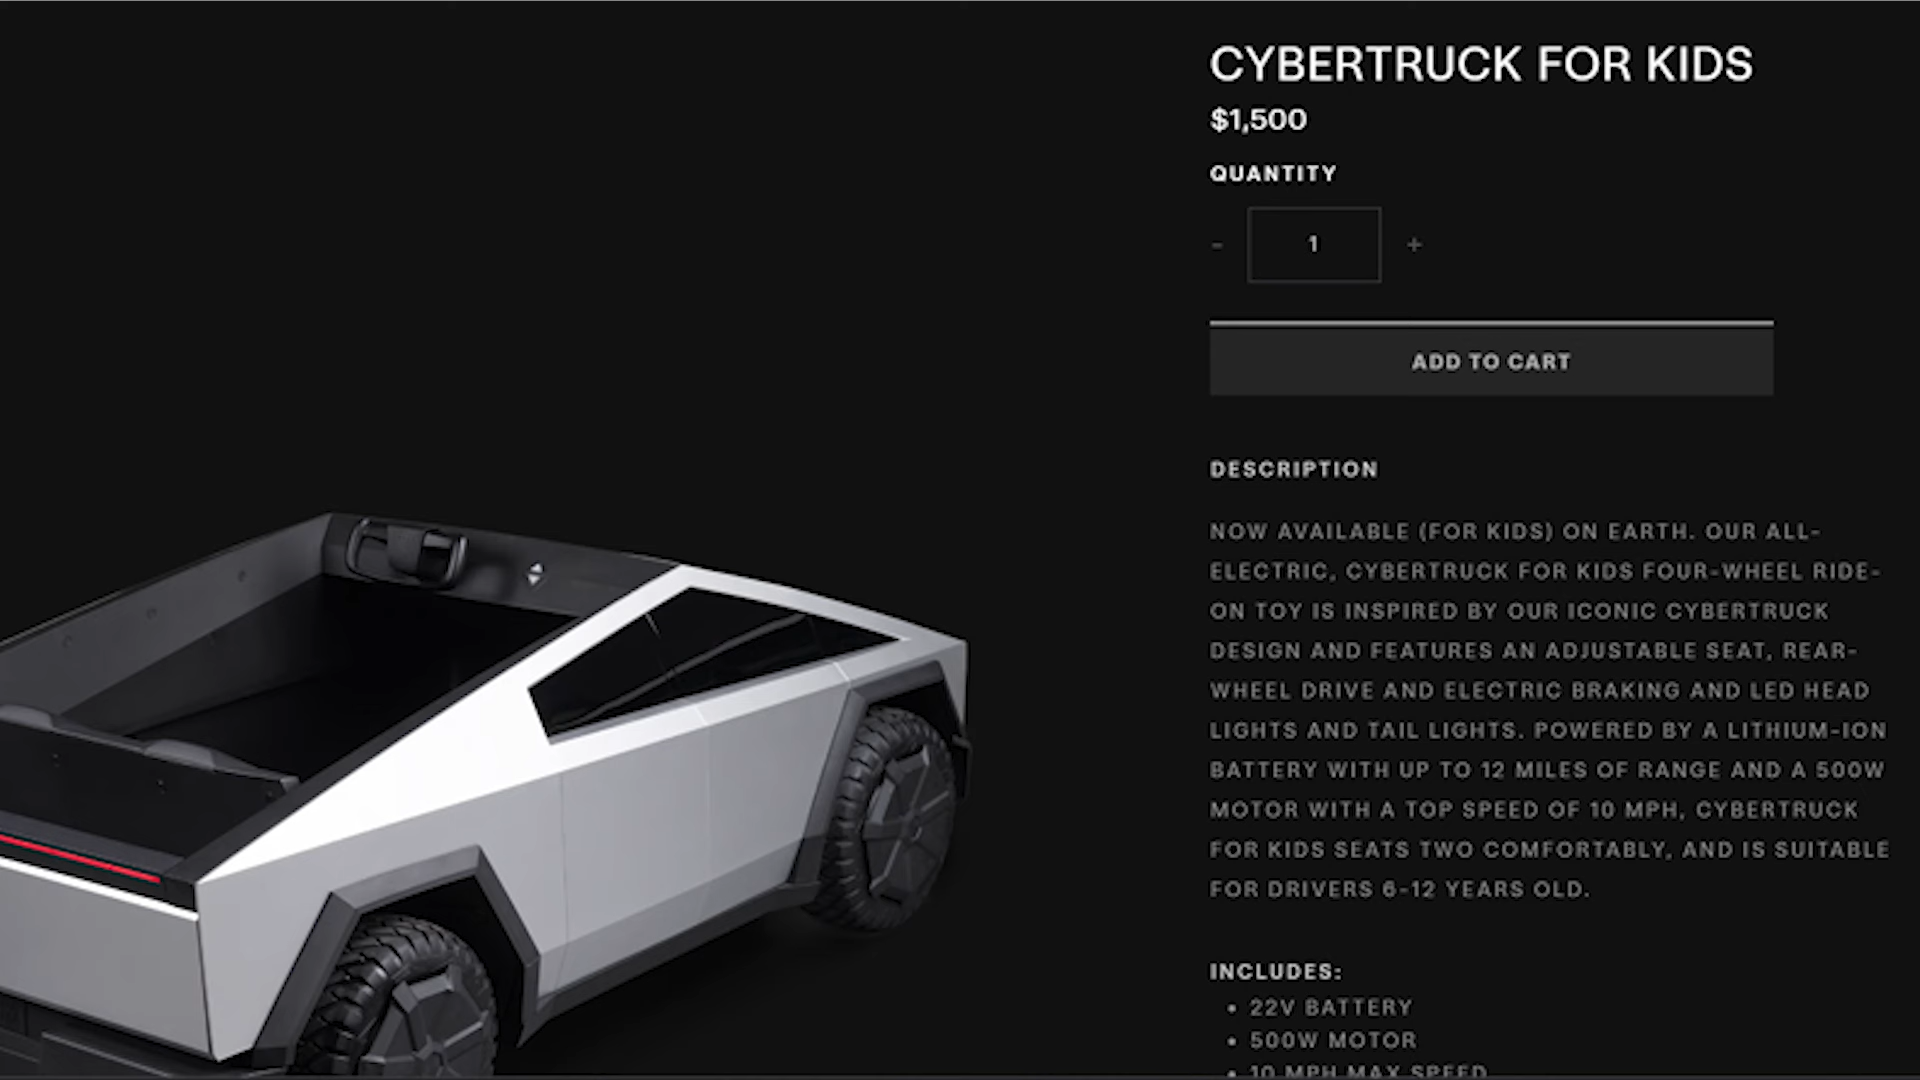 CYBERTRUCK FOR KIDS
$1,500
QUANTITY
- 1 +
ADD TO CART
DESCRIPTION
NOW AVAILABLE (FOR KIDS) ON EARTH. OUR ALL-
ELECTRIC, CYBERTRUCK FOR KIDS FOUR-WHEEL RIDE-
ON TOY IS INSPIRED BY OUR ICONIC CYBERTRUCK
DESIGN AND FEATURES AN ADJUSTABLE SEAT, REAR-
WHEEL DRIVE AND ELECTRIC BRAKING AND LED HEAD
LIGHTS AND TAIL LIGHTS. POWERED BY A LITHIUM-ION
BATTERY WITH UP TO 12 MILES OF RANGE AND A 500W
MOTOR WITH A TOP SPEED OF 10 MPH, CYBERTRUCK
FOR KIDS SEATS TWO COMFORTABLY, AND IS SUITABLE
FOR DRIVERS 6-12 YEARS OLD.
INCLUDES:
• 22V BATTERY
• 500W MOTOR
• 10 MPH MAX SPEED